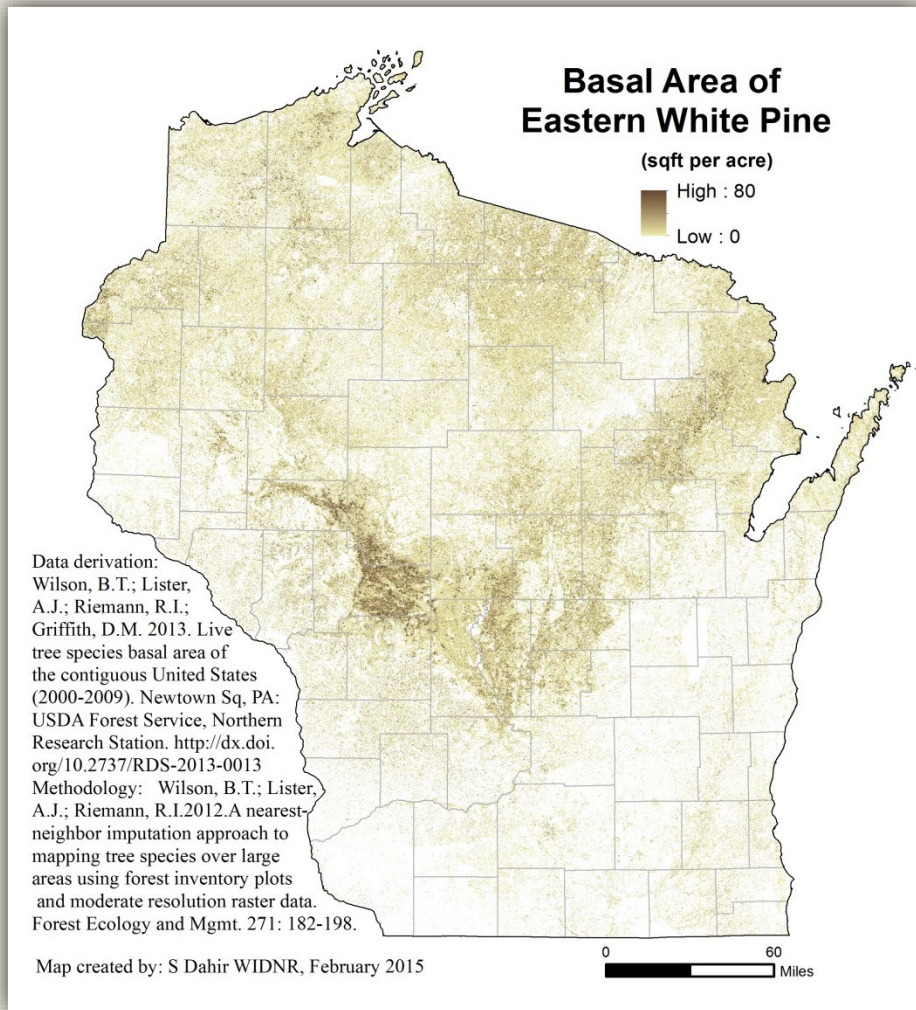 Basal Area of
Eastern White Pine
(sqft per acre)
High : 80
Low : 0
Data derivation:
Wilson, B.T.; Lister,
A.J.; Riemann, R.I.;
Griffith, D.M. 2013. Live
tree species basal area of
the contiguous United States
(2000-2009). Newtown Sq, PA:
USDA Forest Service, Northern
Research Station. http://dx.doi.
org/10.2737/RDS-2013-0013
Methodology: Wilson, B.T.; Lister,
A.J.; Riemann, R.I.2012.A nearest-
neighbor imputation approach to
mapping tree species over large
areas using forest inventory plots
and moderate resolution raster data.
Forest Ecology and Mgmt. 271: 182-198.
Map created by: S Dahir WIDNR, February 2015
0 60
Miles